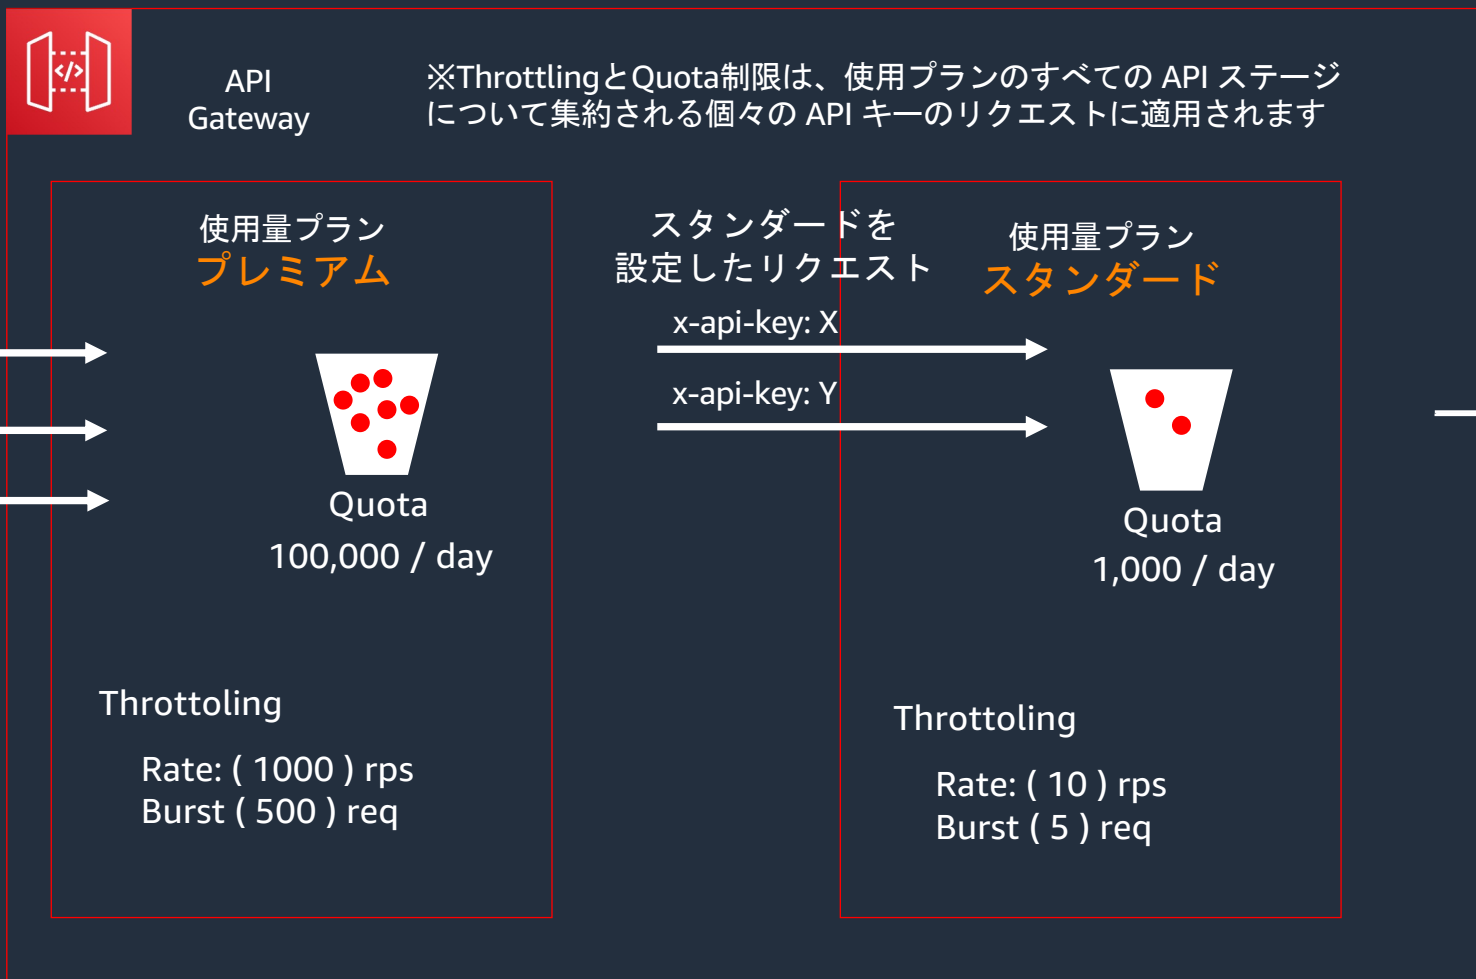 API
Gateway
※ThrottlingとQuota制限は、使用プランのすべての API ステージ
について集約される個々の API キーのリクエストに適用されます
使用量プラン
プレミアム
Quota
100,000 / day
Throttoling
Rate: ( 1000 ) rps
Burst ( 500 ) req
スタンダードを
設定したリクエスト
x-api-key: X
x-api-key: Y
使用量プラン
スタンダード
Quota
1,000 / day
Throttoling
Rate: ( 10 ) rps
Burst ( 5 ) req